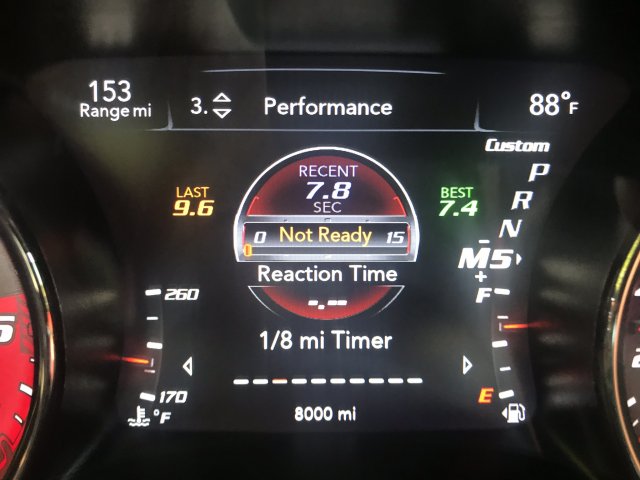 153
Range mi
3. Performance
88°F
Custom
P
R
N
M5
-
+
RECENT
7.8
SEC
LAST
9.6
BEST
7.4
0 Not Ready 15
Reaction Time
-.--
1/8 mi Timer
260
170
°F
F
E
8000 mi